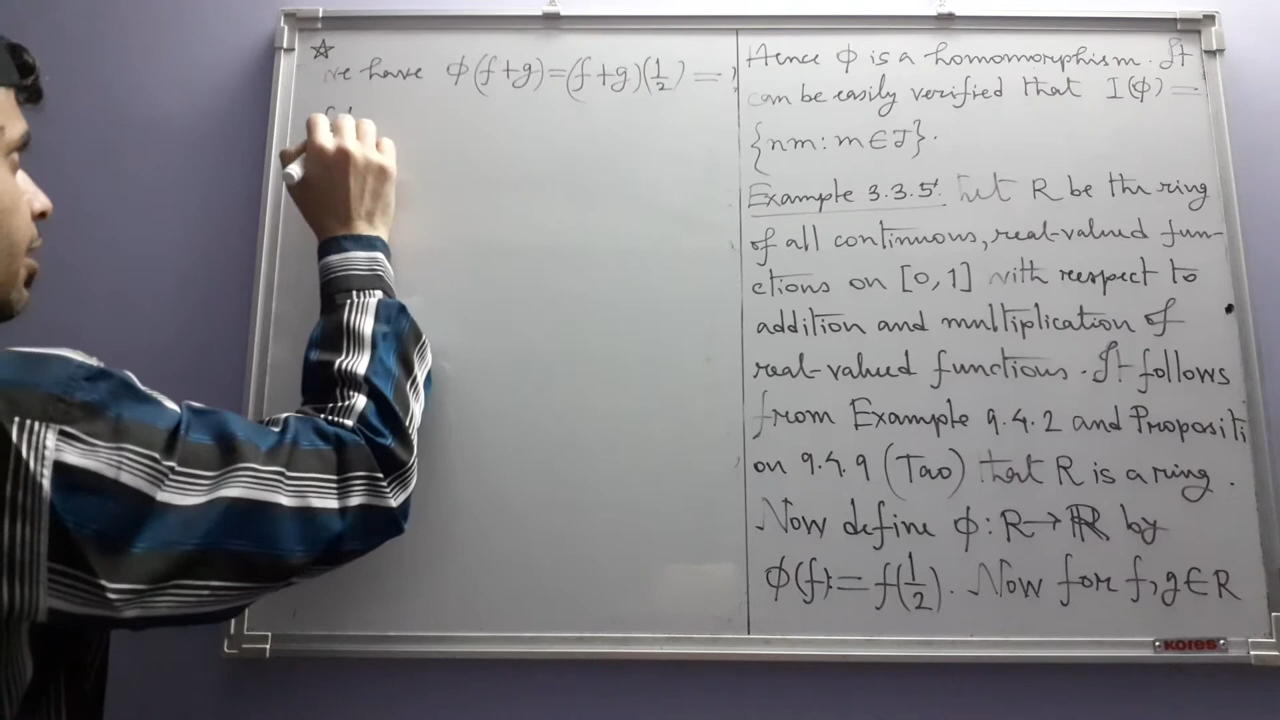 ☆
we have ϕ(f+g)=(f+g)(1/2)=
Hence ϕ is a homomorphism. It
can be easily verified that I(ϕ)=
{nm: m∈J}.
Example 3.3.5: Let R be the ring
of all continuous, real-valued fun-
ctions on [0,1] with respect to
addition and multiplication of
real-valued functions. It follows
from Example 9.4.2 and Propositi
on 9.4.9 (Tao) that R is a ring.
Now define ϕ: R→ℝ by
ϕ(f)=f(1/2). Now for f,g∈R
KORES